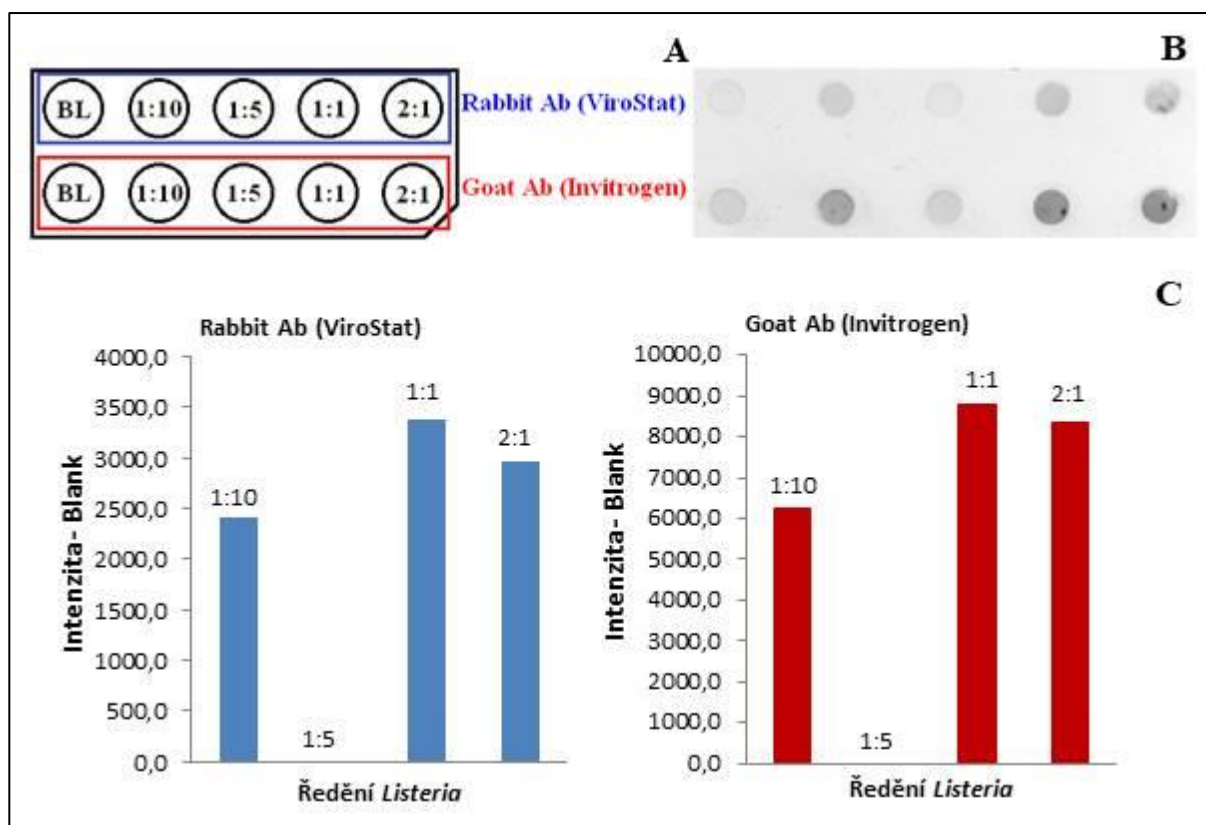 A
B
BL 1:10 1:5 1:1 2:1 Rabbit Ab (ViroStat)
BL 1:10 1:5 1:1 2:1 Goat Ab (Invitrogen)
C
Rabbit Ab (ViroStat)
4000,0
3500,0
3000,0
2500,0
2000,0
1500,0
1000,0
500,0
0,0
Intenzita- Blank
1:10
1:5
1:1
2:1
Ředění Listeria
Goat Ab (Invitrogen)
10000,0
9000,0
8000,0
7000,0
6000,0
5000,0
4000,0
3000,0
2000,0
1000,0
0,0
Intenzita- Blank
1:10
1:5
1:1
2:1
Ředění Listeria